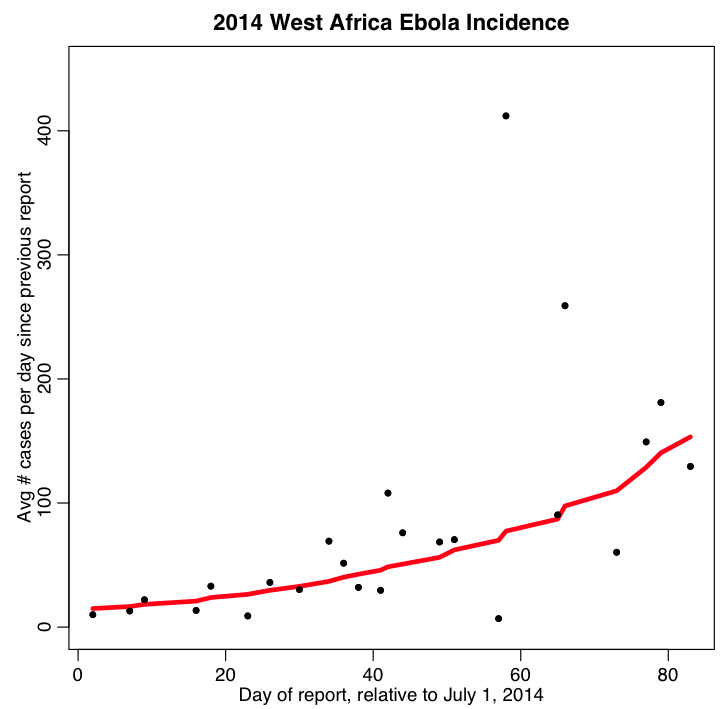 2014 West Africa Ebola Incidence
Avg # cases per day since previous report
400
300
200
100
0
0 20 40 60 80
Day of report, relative to July 1, 2014